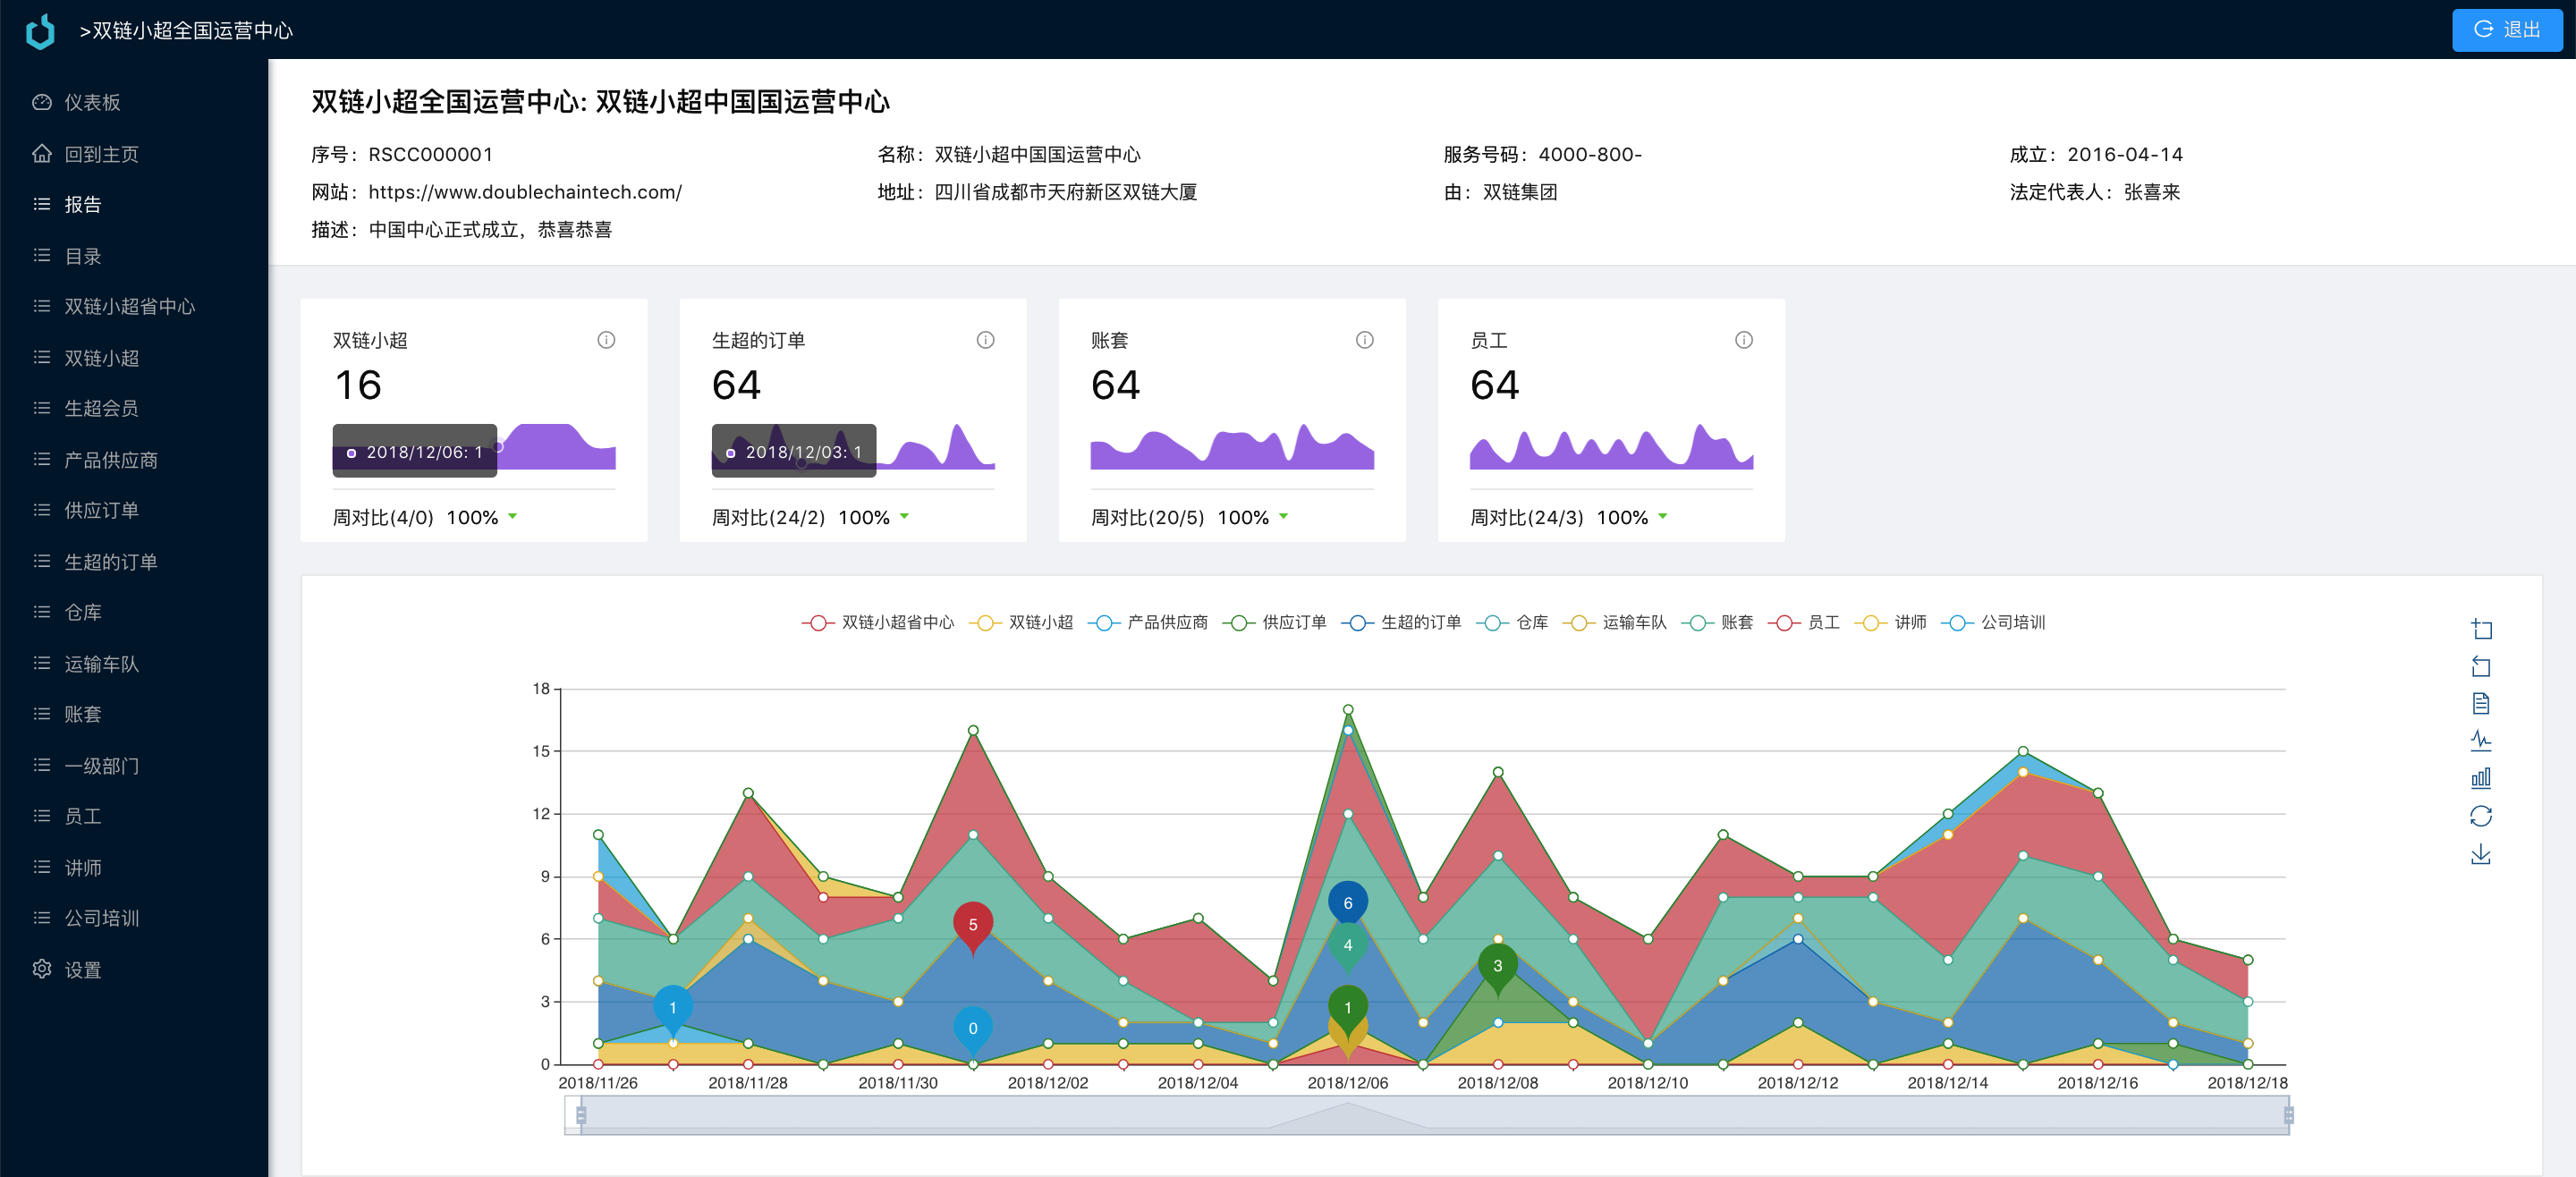 >双链小超全国运营中心
退出
仪表板
回到主页
报告
目录
双链小超省中心
双链小超
生超会员
产品供应商
供应订单
生超的订单
仓库
运输车队
账套
一级部门
员工
讲师
公司培训
设置
双链小超全国运营中心: 双链小超中国国运营中心
序号: RSCC000001 名称: 双链小超中国国运营中心 服务号码: 4000-800- 成立: 2016-04-14
网站: https://www.doublechaintech.com/ 地址: 四川省成都市天府新区双链大厦 由: 双链集团 法定代表人: 张喜来
描述: 中国中心正式成立，恭喜恭喜
双链小超
16
2018/12/06: 1
周对比(4/0) 100%
生超的订单
64
2018/12/03: 1
周对比(24/2) 100%
账套
64
周对比(20/5) 100%
员工
64
周对比(24/3) 100%
双链小超省中心 双链小超 产品供应商 供应订单 生超的订单 仓库 运输车队 账套 员工 讲师 公司培训
18
15
12
9
6
3
0
6
5
4
3
1
1
0
2018/11/26 2018/11/28 2018/11/30 2018/12/02 2018/12/04 2018/12/06 2018/12/08 2018/12/10 2018/12/12 2018/12/14 2018/12/16 2018/12/18